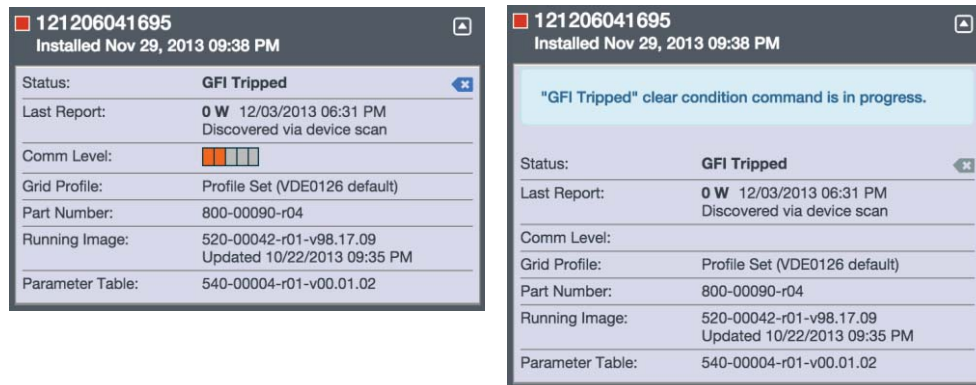 121206041695
Installed Nov 29, 2013 09:38 PM
Status: GFI Tripped
Last Report: 0 W 12/03/2013 06:31 PM
Discovered via device scan
Comm Level:
Grid Profile: Profile Set (VDE0126 default)
Part Number: 800-00090-r04
Running Image: 520-00042-r01-v98.17.09
Updated 10/22/2013 09:35 PM
Parameter Table: 540-00004-r01-v00.01.02
121206041695
Installed Nov 29, 2013 09:38 PM
"GFI Tripped" clear condition command is in progress.
Status: GFI Tripped
Last Report: 0 W 12/03/2013 06:31 PM
Discovered via device scan
Comm Level:
Grid Profile: Profile Set (VDE0126 default)
Part Number: 800-00090-r04
Running Image: 520-00042-r01-v98.17.09
Updated 10/22/2013 09:35 PM
Parameter Table: 540-00004-r01-v00.01.02